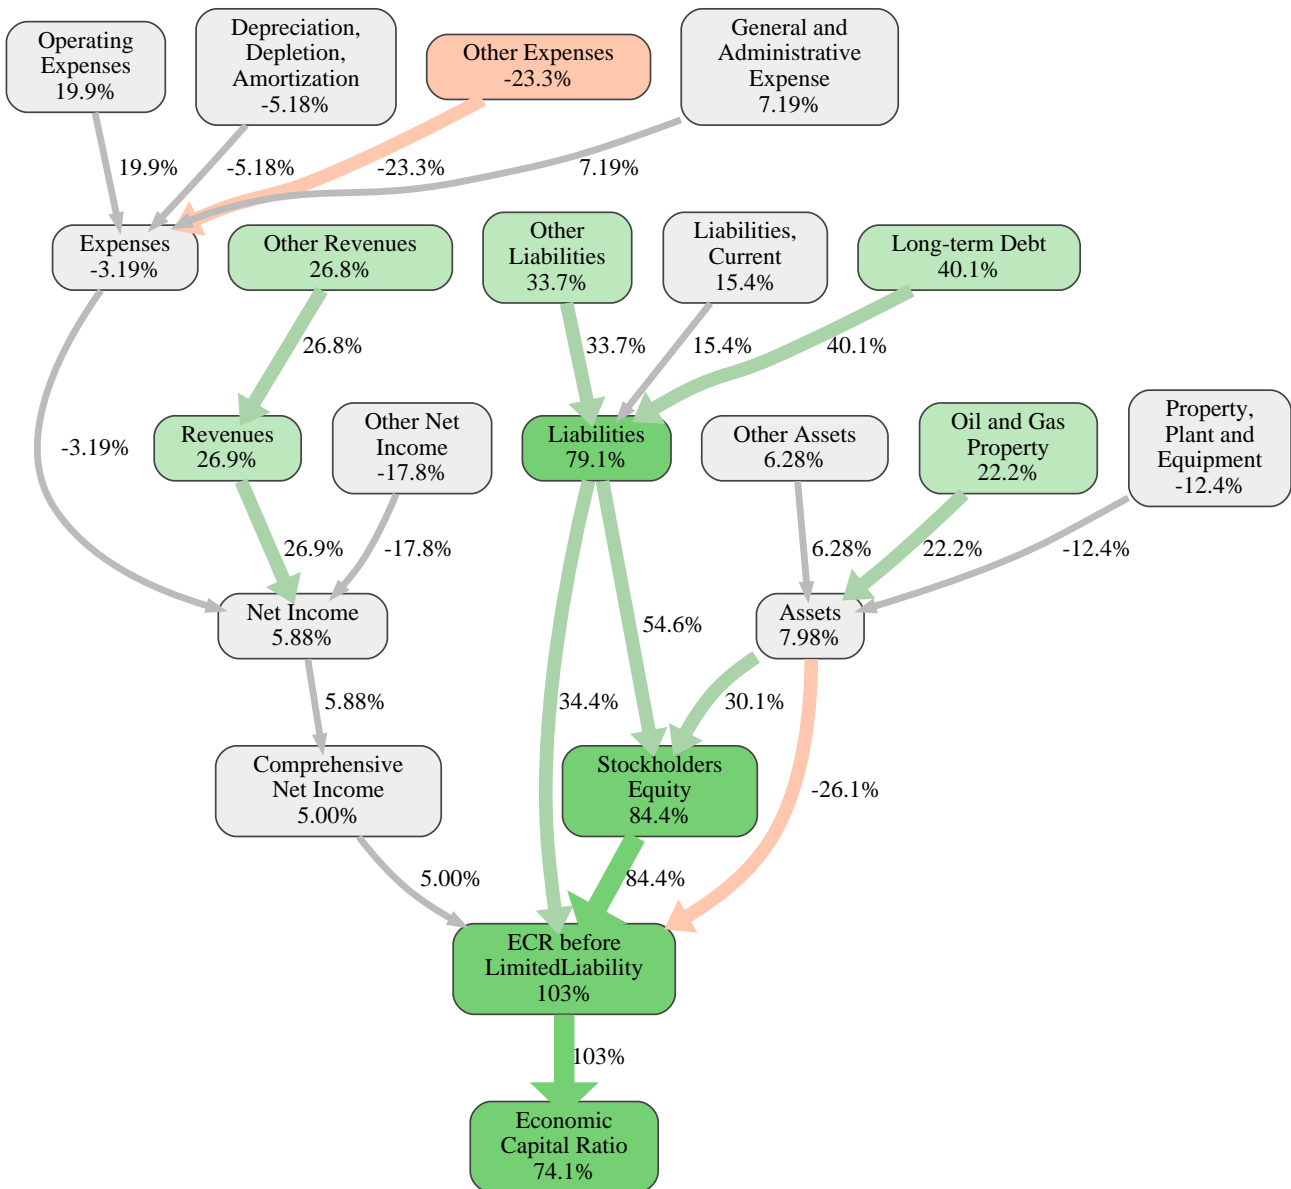 Operating
Expenses
19.9%
Depreciation,
Depletion,
Amortization
-5.18%
Other Expenses
-23.3%
General and
Administrative
Expense
7.19%
19.9%
-5.18%
-23.3%
7.19%
Expenses
-3.19%
Other Revenues
26.8%
Other
Liabilities
33.7%
Liabilities,
Current
15.4%
Long-term Debt
40.1%
26.8%
33.7%
15.4%
40.1%
-3.19%
Revenues
26.9%
Other Net
Income
-17.8%
Liabilities
79.1%
Other Assets
6.28%
Oil and Gas
Property
22.2%
Property,
Plant and
Equipment
-12.4%
26.9%
-17.8%
6.28%
22.2%
-12.4%
Net Income
5.88%
54.6%
Assets
7.98%
5.88%
34.4%
30.1%
Comprehensive
Net Income
5.00%
Stockholders
Equity
84.4%
-26.1%
5.00%
84.4%
ECR before
LimitedLiability
103%
103%
Economic
Capital Ratio
74.1%